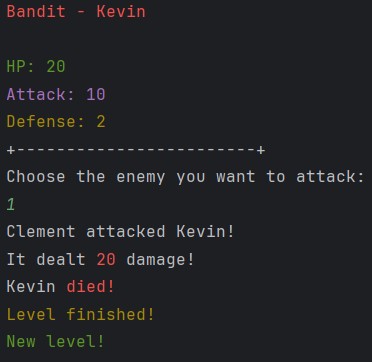 Bandit - Kevin
HP: 20
Attack: 10
Defense: 2
+------------------------+
Choose the enemy you want to attack:
1
Clement attacked Kevin!
It dealt 20 damage!
Kevin died!
Level finished!
New level!